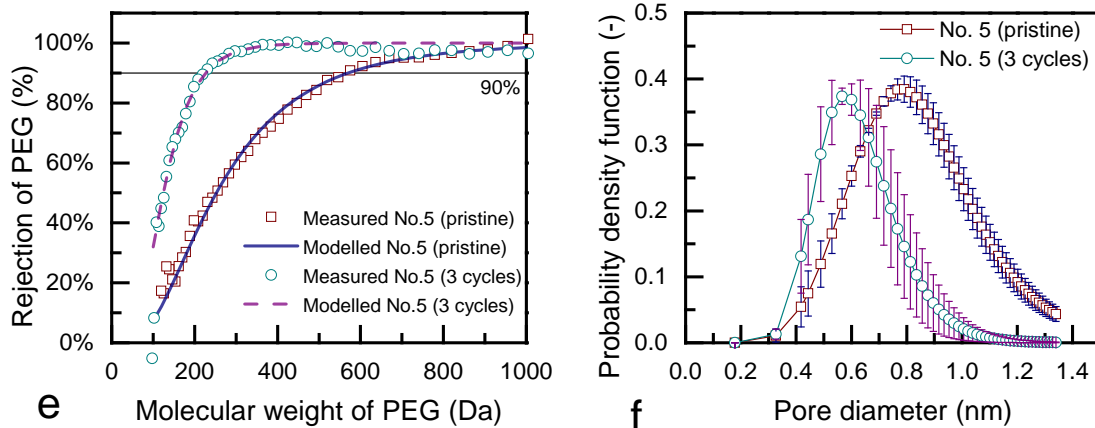 100%
80%
60%
40%
20%
0%
Rejection of PEG (%)
90%
Measured No.5 (pristine)
Modelled No.5 (pristine)
Measured No.5 (3 cycles)
Modelled No.5 (3 cycles)
0 200 400 600 800 1000
Molecular weight of PEG (Da)
e
0.5
0.4
0.3
0.2
0.1
0.0
Probability density function (-)
No. 5 (pristine)
No. 5 (3 cycles)
0.0 0.2 0.4 0.6 0.8 1.0 1.2 1.4
Pore diameter (nm)
f